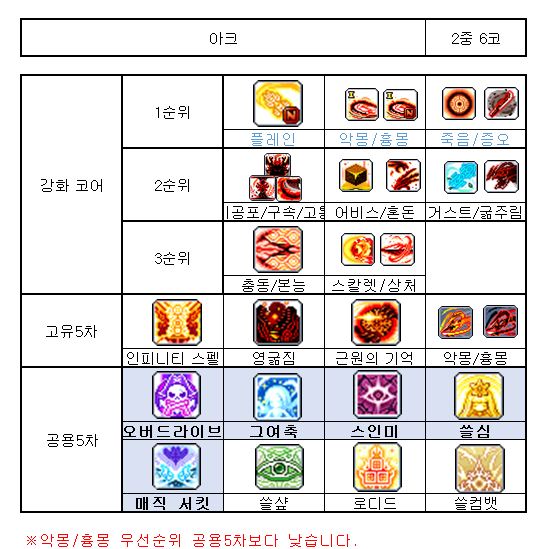 아크 2중 6코
1순위
플레인 악몽/흉몽 죽음/증오
강화 코어 2순위
공포/구속/고통 어비스/혼돈 거스트/굶주림
3순위
충동/본능 스칼렛/상처
고유5차
인피니티 스펠 영굶짐 근원의 기억 악몽/흉몽
공용5차
오버드라이브 그여축 스인미 쓸심
매직 서킷 쓸샾 로디드 쓸컴뱃
※악몽/흉몽 우선순위 공용5차보다 낮습니다.